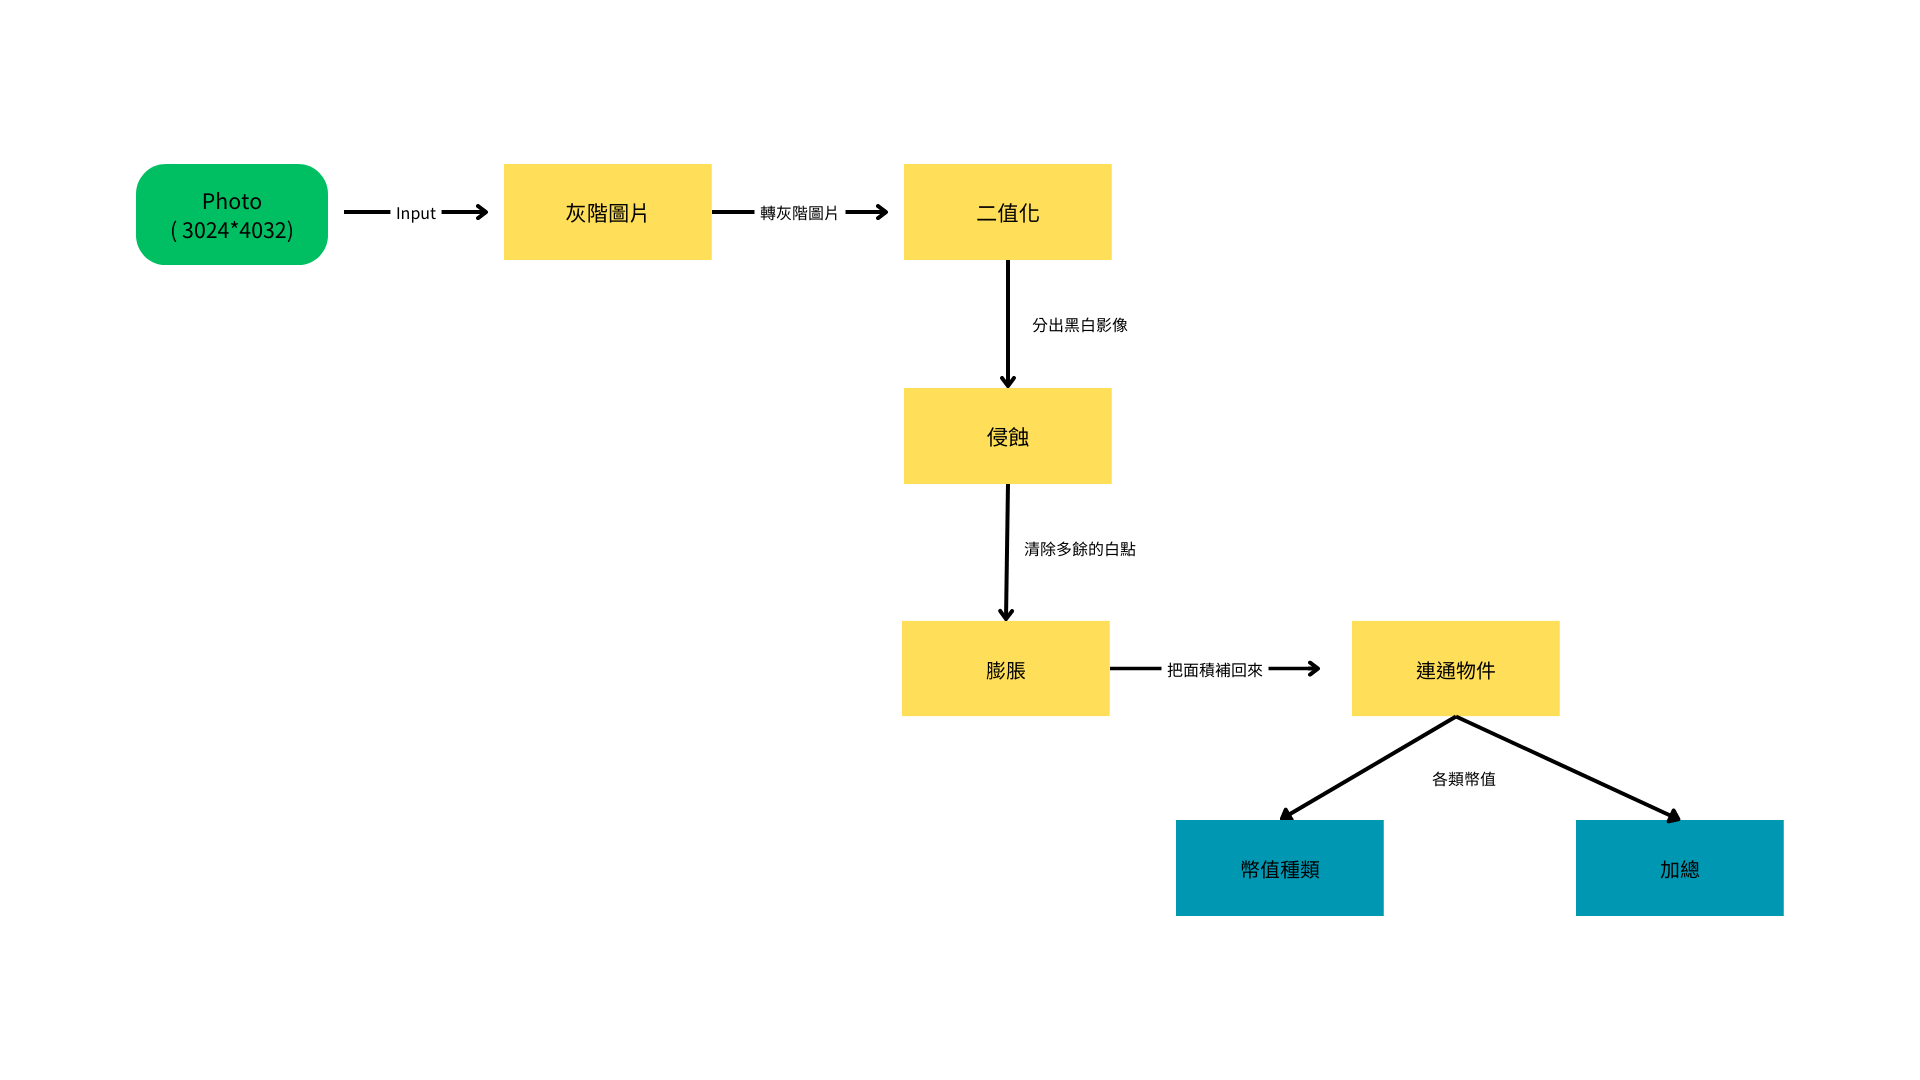 Photo
( 3024*4032)
Input
灰階圖片
轉灰階圖片
二值化
分出黑白影像
侵蝕
清除多餘的白點
膨脹
把面積補回來
連通物件
各類幣值
幣值種類
加總